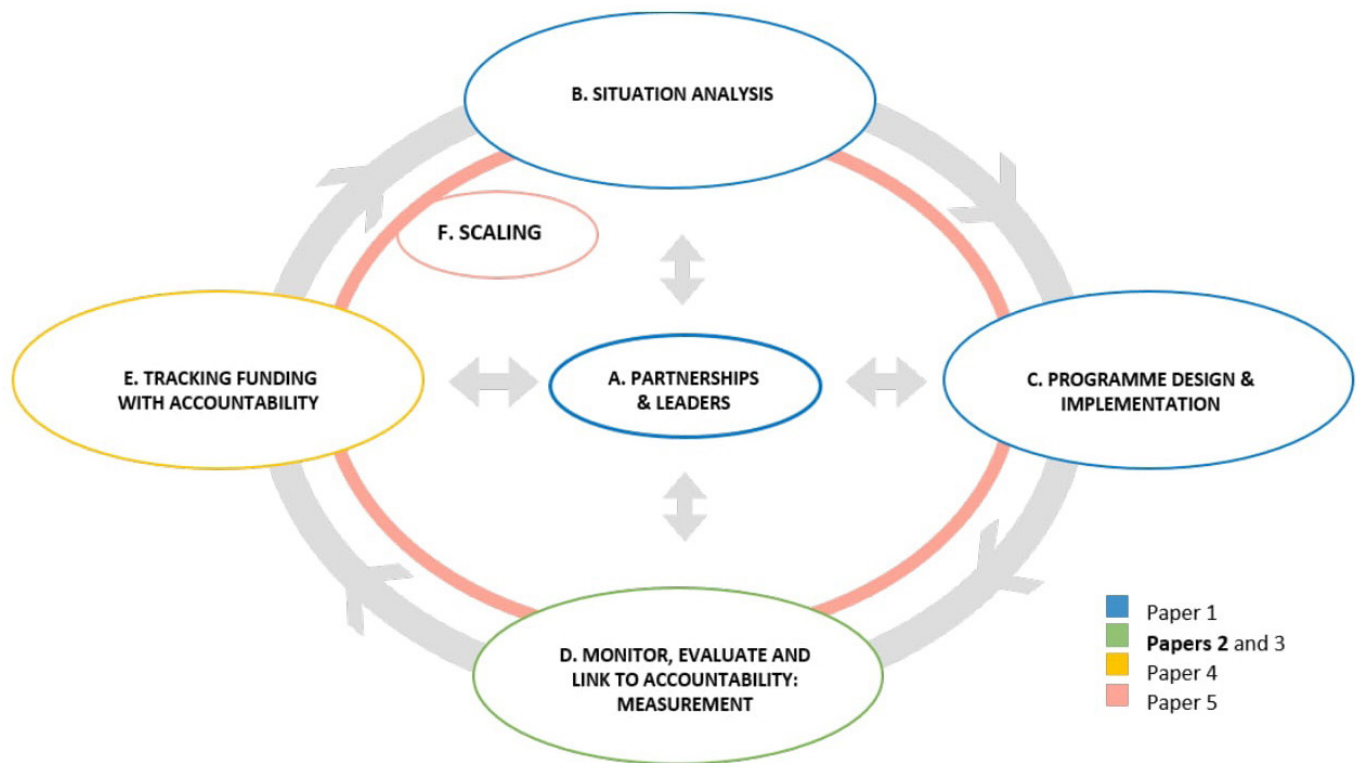 B. SITUATION ANALYSIS
F. SCALING
E. TRACKING FUNDING
WITH ACCOUNTABILITY
A. PARTNERSHIPS
& LEADERS
C. PROGRAMME DESIGN &
IMPLEMENTATION
D. MONITOR, EVALUATE AND
LINK TO ACCOUNTABILITY:
MEASUREMENT
Paper 1
Papers 2 and 3
Paper 4
Paper 5